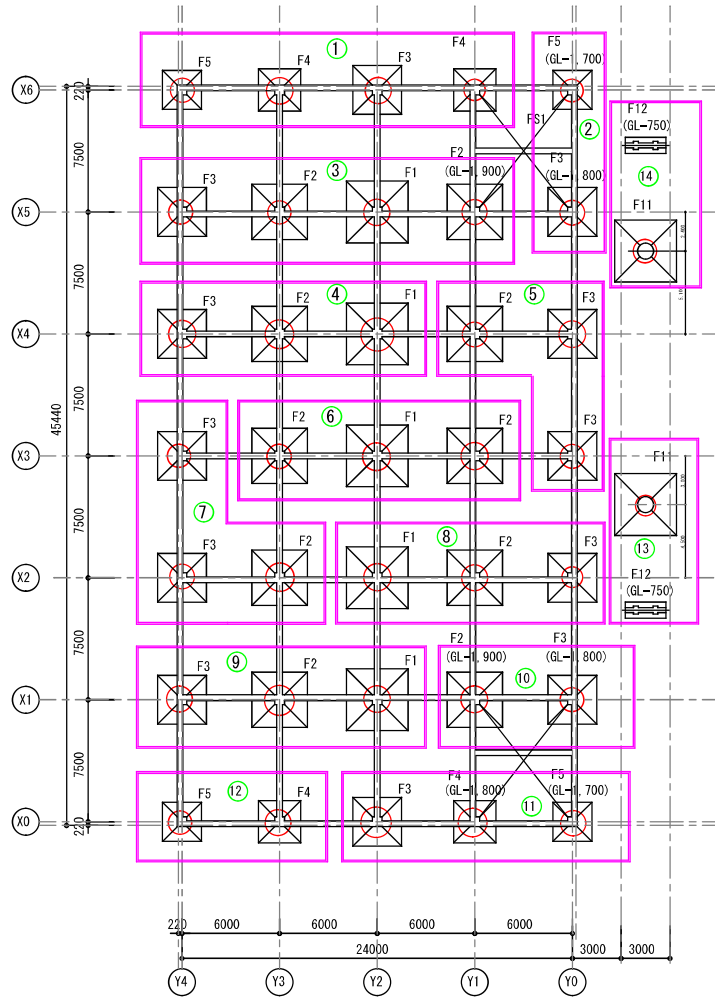 ① F4 F5
F5 F4 F3 (GL-1,700)
X6
220
F12
(GL-750)
FS1 ②
7500
F2 F3
(GL-1,900) (GL-1,800)
③
F3 F2 F1
⑭
F11
X5
7500
④ ⑤
F3 F2 F1 F2 F3
X4
7500
45440
⑥
F3 F2 F1 F2 F3
X3
7500
⑦ ⑧
F3 F2 F1 F2 F3
⑬
F12
(GL-750)
X2
7500
F2 F3
(GL-1,900) (GL-1,800)
⑨ ⑩
F3 F2 F1
X1
7500
F4 F5
(GL-1,800) (GL-1,700)
⑫ ⑪
F5 F4 F3
X0
220
220 6000 6000 6000 6000
24000 3000 3000
Y4 Y3 Y2 Y1 Y0